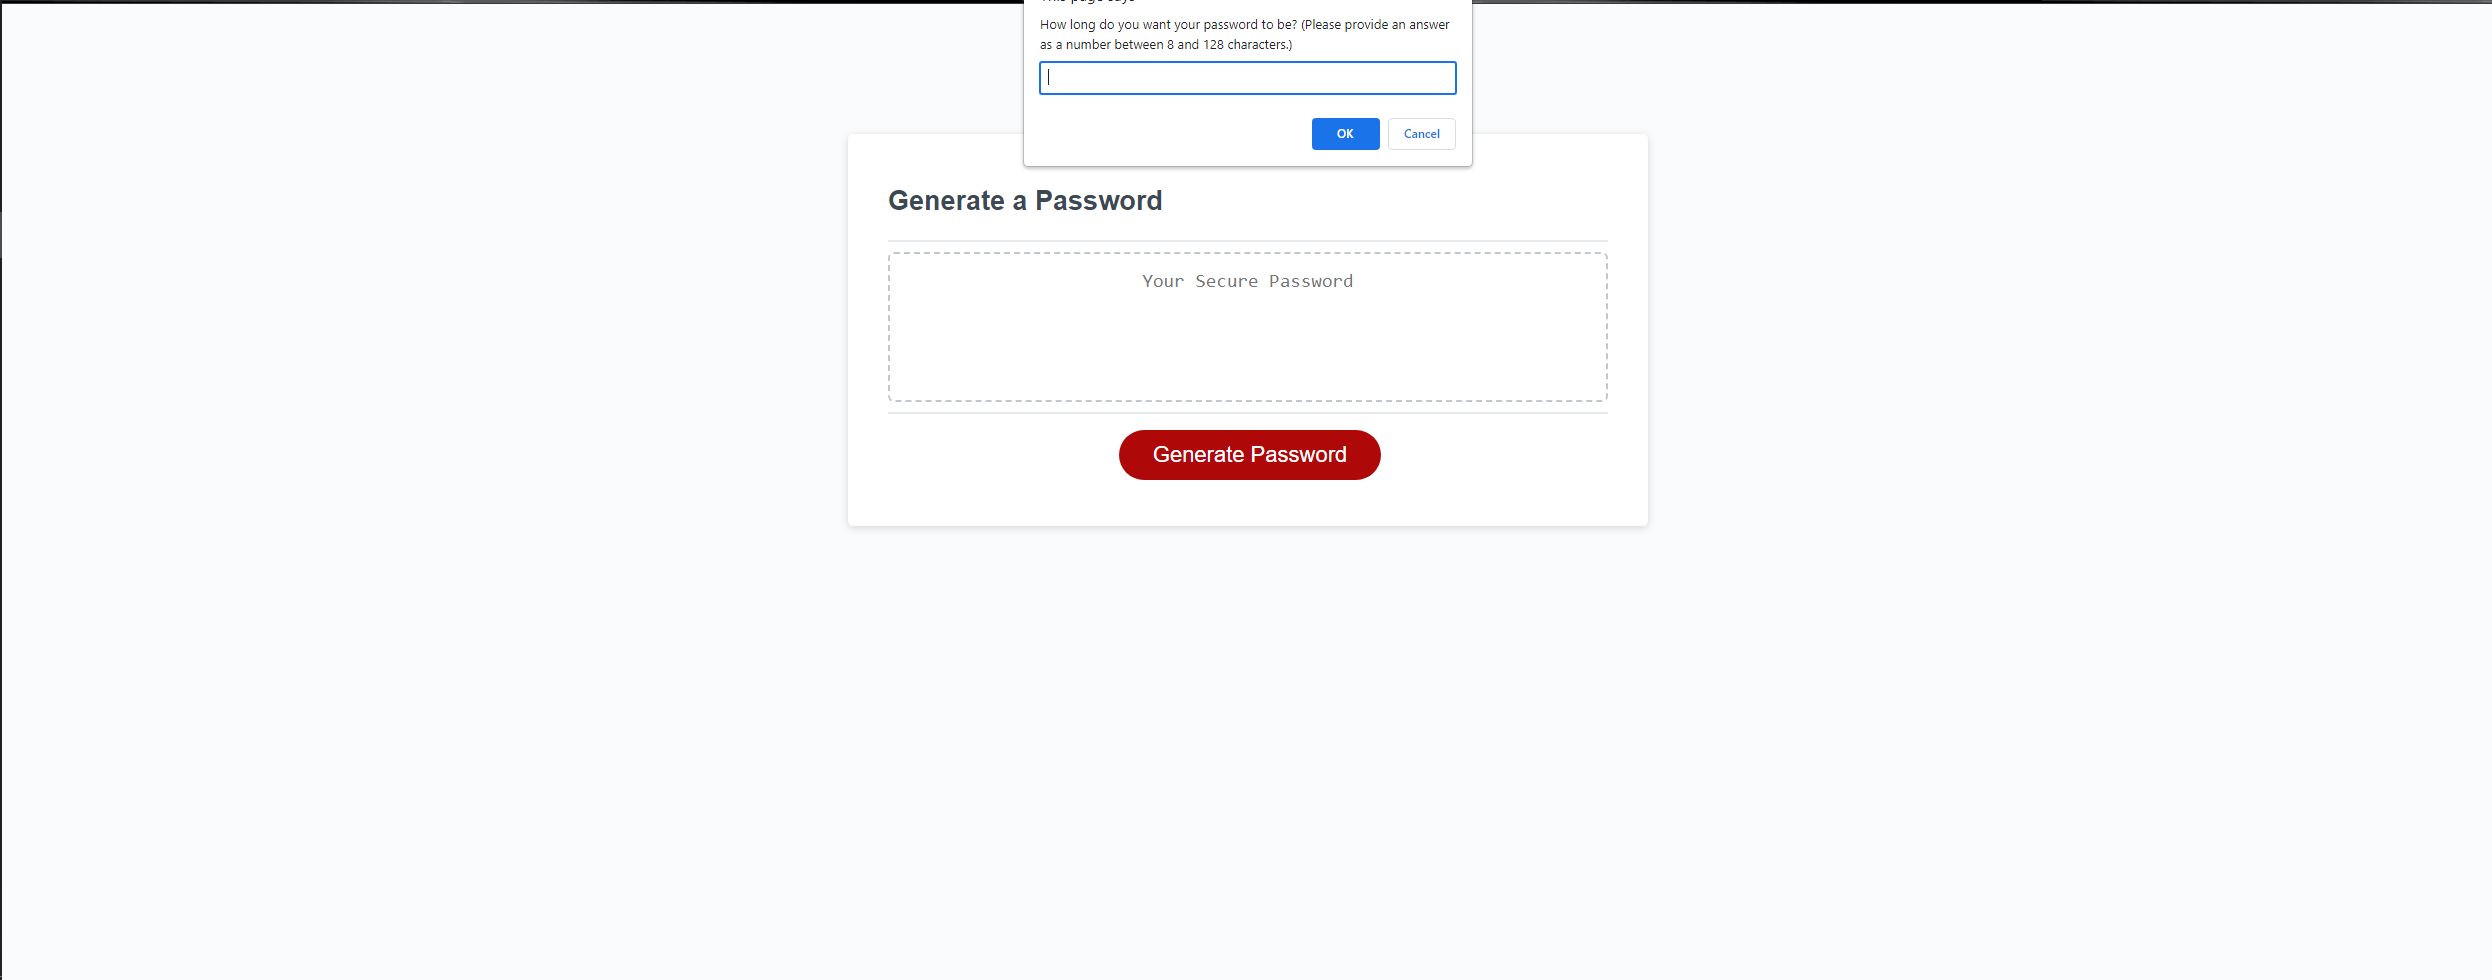 How long do you want your password to be? (Please provide an answer
as a number between 8 and 128 characters.)
OK
Cancel
Generate a Password
Your Secure Password
Generate Password